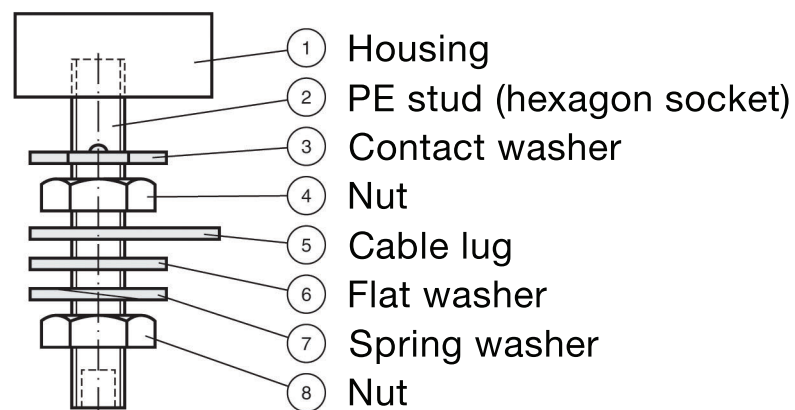 1 Housing
2 PE stud (hexagon socket)
3 Contact washer
4 Nut
5 Cable lug
6 Flat washer
7 Spring washer
8 Nut